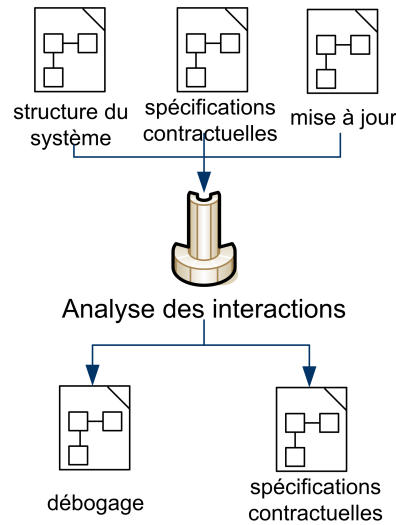 structure du
système
spécifications
contractuelles
mise à jour
Analyse des interactions
débogage
spécifications
contractuelles